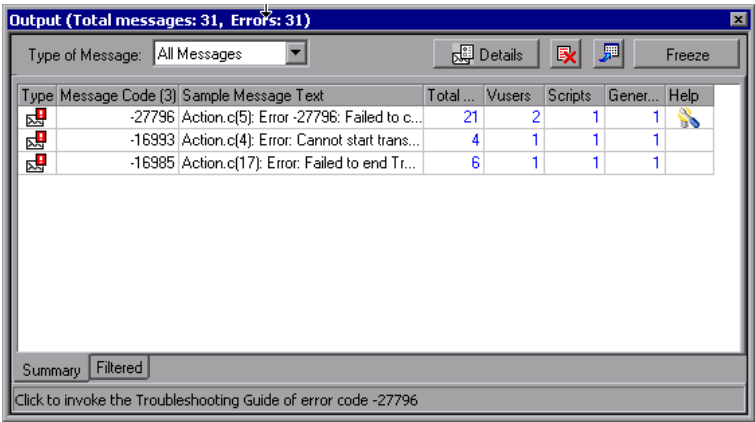 Output (Total messages: 31, Errors: 31)
Type of Message: All Messages Details Freeze
Type Message Code (3) Sample Message Text Total ... Vusers Scripts Gener... Help
-27796 Action.c(5): Error -27796: Failed to c... 21 2 1 1
-16993 Action.c(4): Error: Cannot start trans... 4 1 1 1
-16985 Action.c(17): Error: Failed to end Tr... 6 1 1 1
Summary Filtered
Click to invoke the Troubleshooting Guide of error code -27796